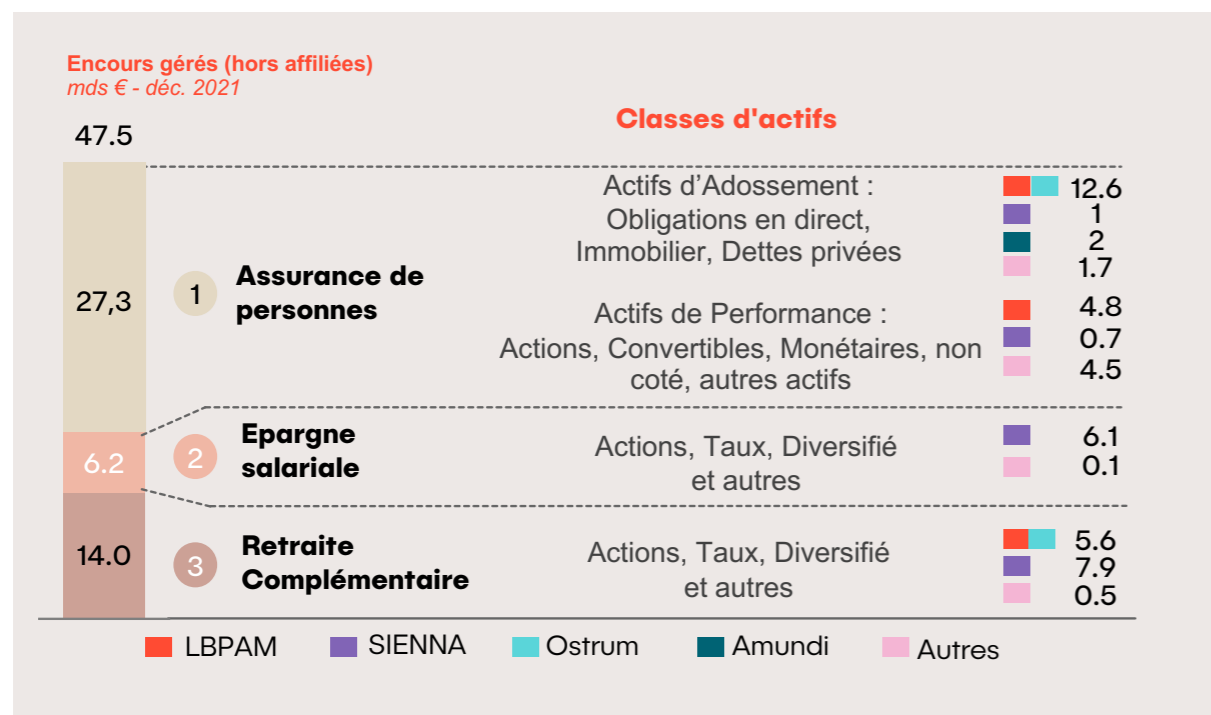 Encours gérés (hors affiliées)
mds € - déc. 2021
47.5
Classes d'actifs
27,3
1
Assurance de
personnes
Actifs d’Adossement :
Obligations en direct,
Immobilier, Dettes privées
12.6
1
2
1.7
Actifs de Performance :
Actions, Convertibles, Monétaires, non
coté, autres actifs
4.8
0.7
4.5
6.2
2
Epargne
salariale
Actions, Taux, Diversifié
et autres
6.1
0.1
14.0
3
Retraite
Complémentaire
Actions, Taux, Diversifié
et autres
5.6
7.9
0.5
LBPAM SIENNA Ostrum Amundi Autres